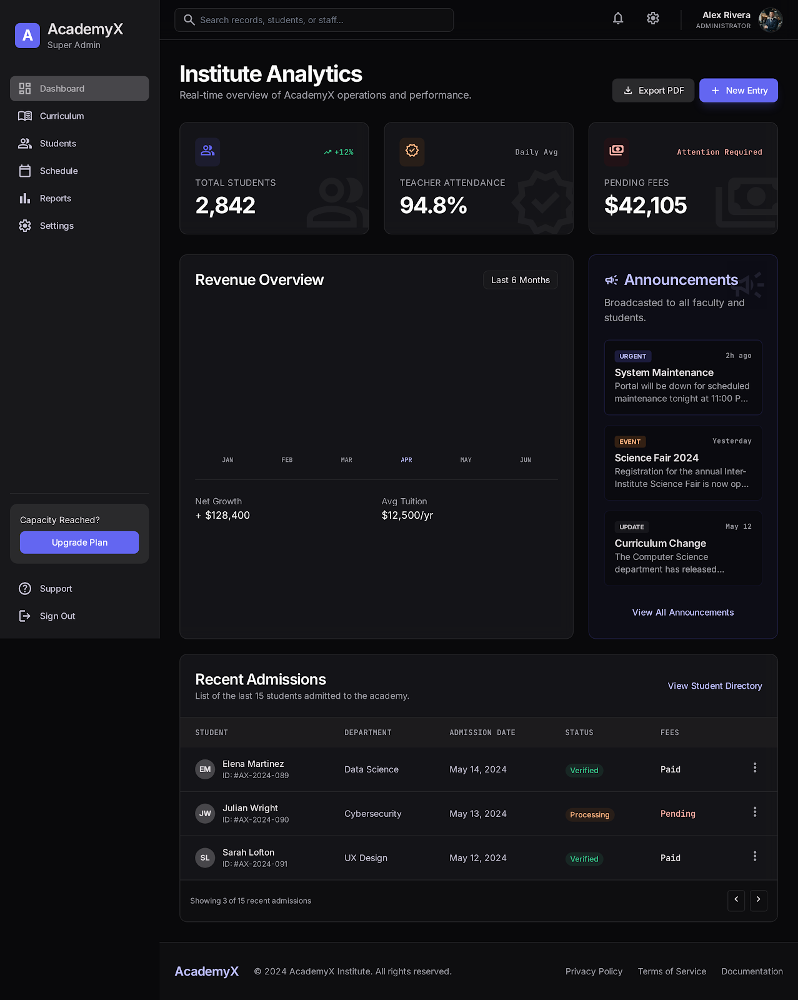 A
AcademyX
Super Admin
Dashboard
Curriculum
Students
Schedule
Reports
Settings
Capacity Reached?
Upgrade Plan
Support
Sign Out
Search records, students, or staff...
Alex Rivera
ADMINISTRATOR
Institute Analytics
Real-time overview of AcademyX operations and performance.
Export PDF
New Entry
+12%
TOTAL STUDENTS
2,842
Daily Avg
TEACHER ATTENDANCE
94.8%
Attention Required
PENDING FEES
$42,105
Revenue Overview
Last 6 Months
JAN FEB MAR APR MAY JUN
Net Growth
+ $128,400
Avg Tuition
$12,500/yr
Announcements
Broadcasted to all faculty and
students.
URGENT 2h ago
System Maintenance
Portal will be down for scheduled
maintenance tonight at 11:00 P...
EVENT Yesterday
Science Fair 2024
Registration for the annual Inter-
Institute Science Fair is now op...
UPDATE May 12
Curriculum Change
The Computer Science
department has released...
View All Announcements
Recent Admissions
List of the last 15 students admitted to the academy.
View Student Directory
STUDENT DEPARTMENT ADMISSION DATE STATUS FEES
EM Elena Martinez
ID: #AX-2024-089
Data Science May 14, 2024 Verified Paid
JW Julian Wright
ID: #AX-2024-090
Cybersecurity May 13, 2024 Processing Pending
SL Sarah Lofton
ID: #AX-2024-091
UX Design May 12, 2024 Verified Paid
Showing 3 of 15 recent admissions
AcademyX © 2024 AcademyX Institute. All rights reserved. Privacy Policy Terms of Service Documentation